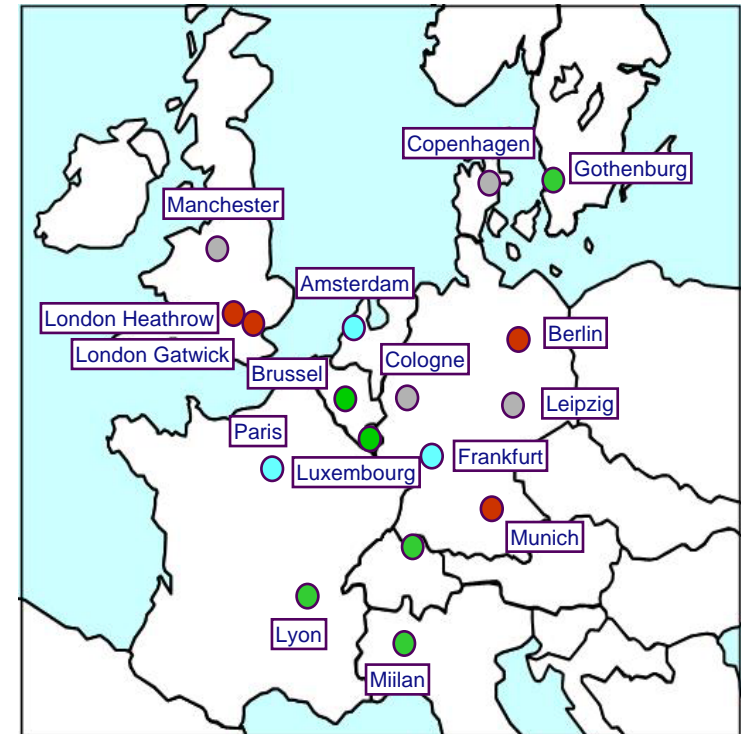 Copenhagen
Gothenburg
Manchester
Amsterdam
London Heathrow
Berlin
London Gatwick
Cologne
Brussel
Leipzig
Paris
Frankfurt
Luxembourg
Munich
Lyon
Miilan